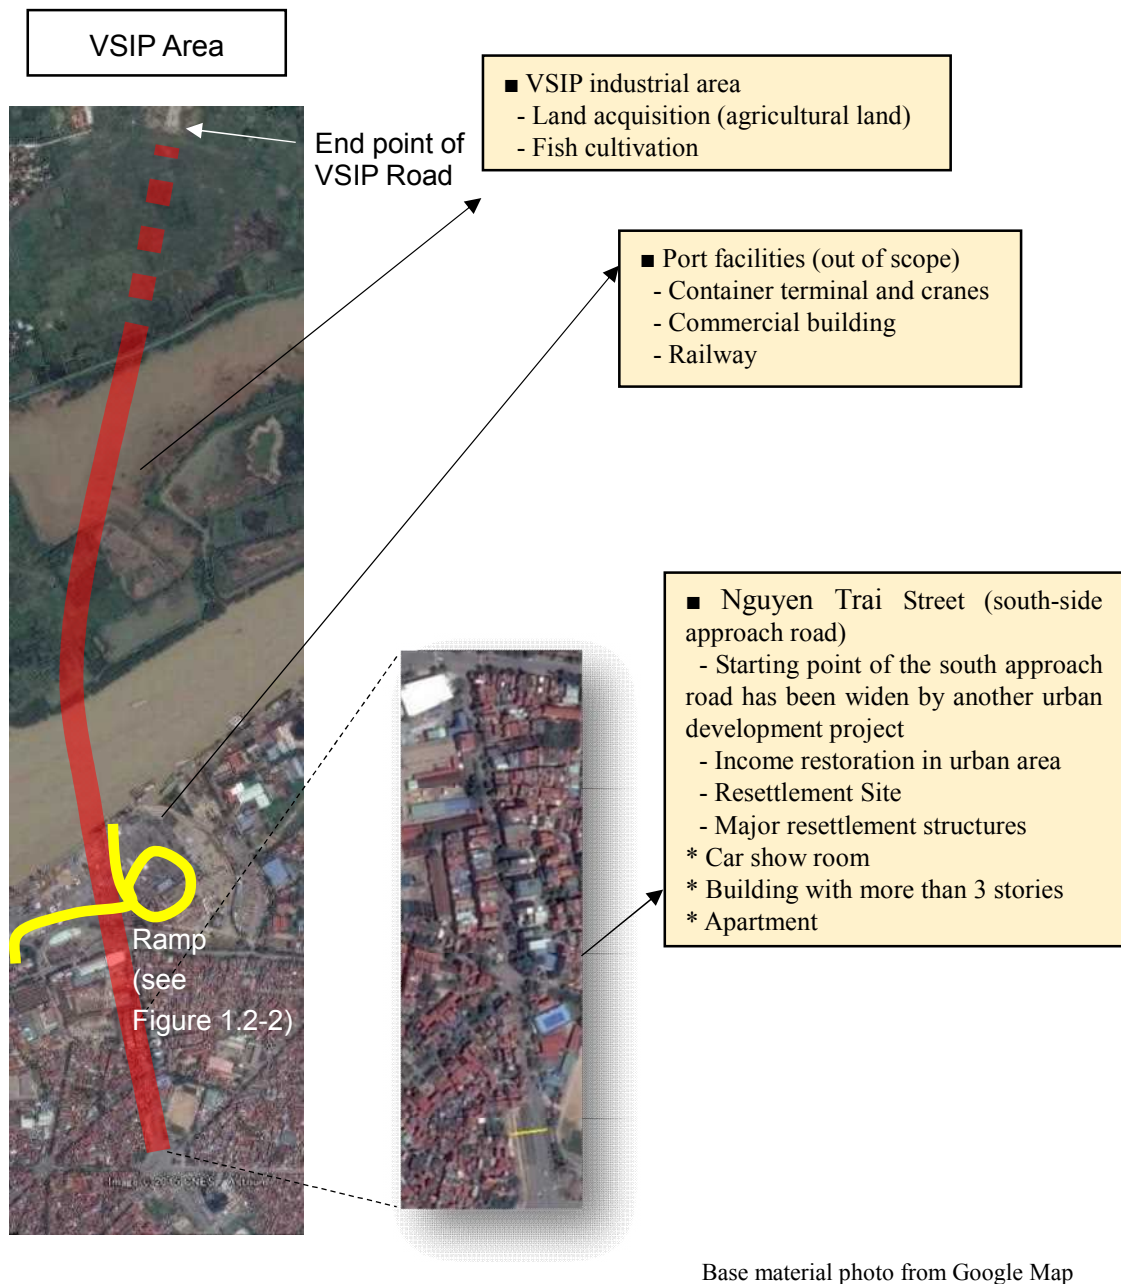 VSIP Area
End point of
VSIP Road
■ VSIP industrial area
- Land acquisition (agricultural land)
- Fish cultivation
■ Port facilities (out of scope)
- Container terminal and cranes
- Commercial building
- Railway
■ Nguyen Trai Street (south-side
approach road)
- Starting point of the south approach
road has been widen by another urban
development project
- Income restoration in urban area
- Resettlement Site
- Major resettlement structures
* Car show room
* Building with more than 3 stories
* Apartment
Ramp
(see
Figure 1.2-2)
CNES
Base material photo from Google Map